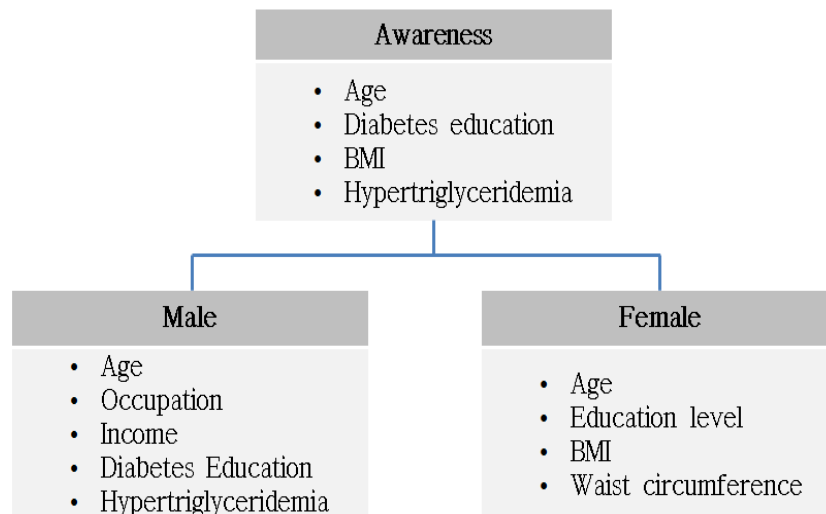 Awareness
• Age
• Diabetes education
• BMI
• Hypertriglyceridemia
Male
• Age
• Occupation
• Income
• Diabetes Education
• Hypertriglyceridemia
Female
• Age
• Education level
• BMI
• Waist circumference